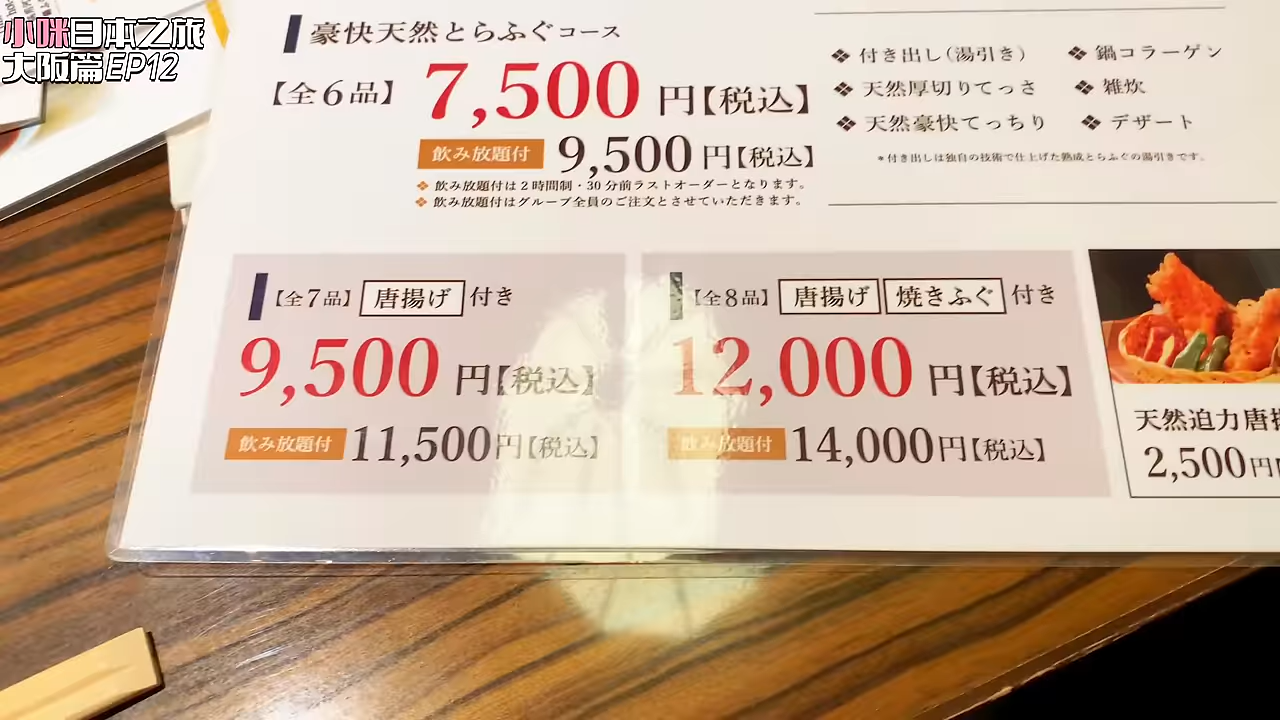 小咪日本之旅
大阪篇EP12
豪快天然とらふぐコース
【全6品】 7,500円【税込】
飲み放題付 9,500円【税込】
❖ 飲み放題付は2時間制・30分前ラストオーダーとなります。
❖ 飲み放題付はグループ全員のご注文とさせていただきます。
❖ 付き出し(湯引き) ❖ 鍋コラーゲン
❖ 天然厚切りてっさ ❖ 雑炊
❖ 天然豪快てっちり ❖ デザート
*付き出しは独自の技術で仕上げた熟成とらふぐの湯引きです。
【全7品】 唐揚げ 付き
9,500円【税込】
飲み放題付 11,500円【税込】
【全8品】 唐揚げ 焼きふぐ 付き
12,000円【税込】
飲み放題付 14,000円【税込】
天然迫力唐揚
2,500円